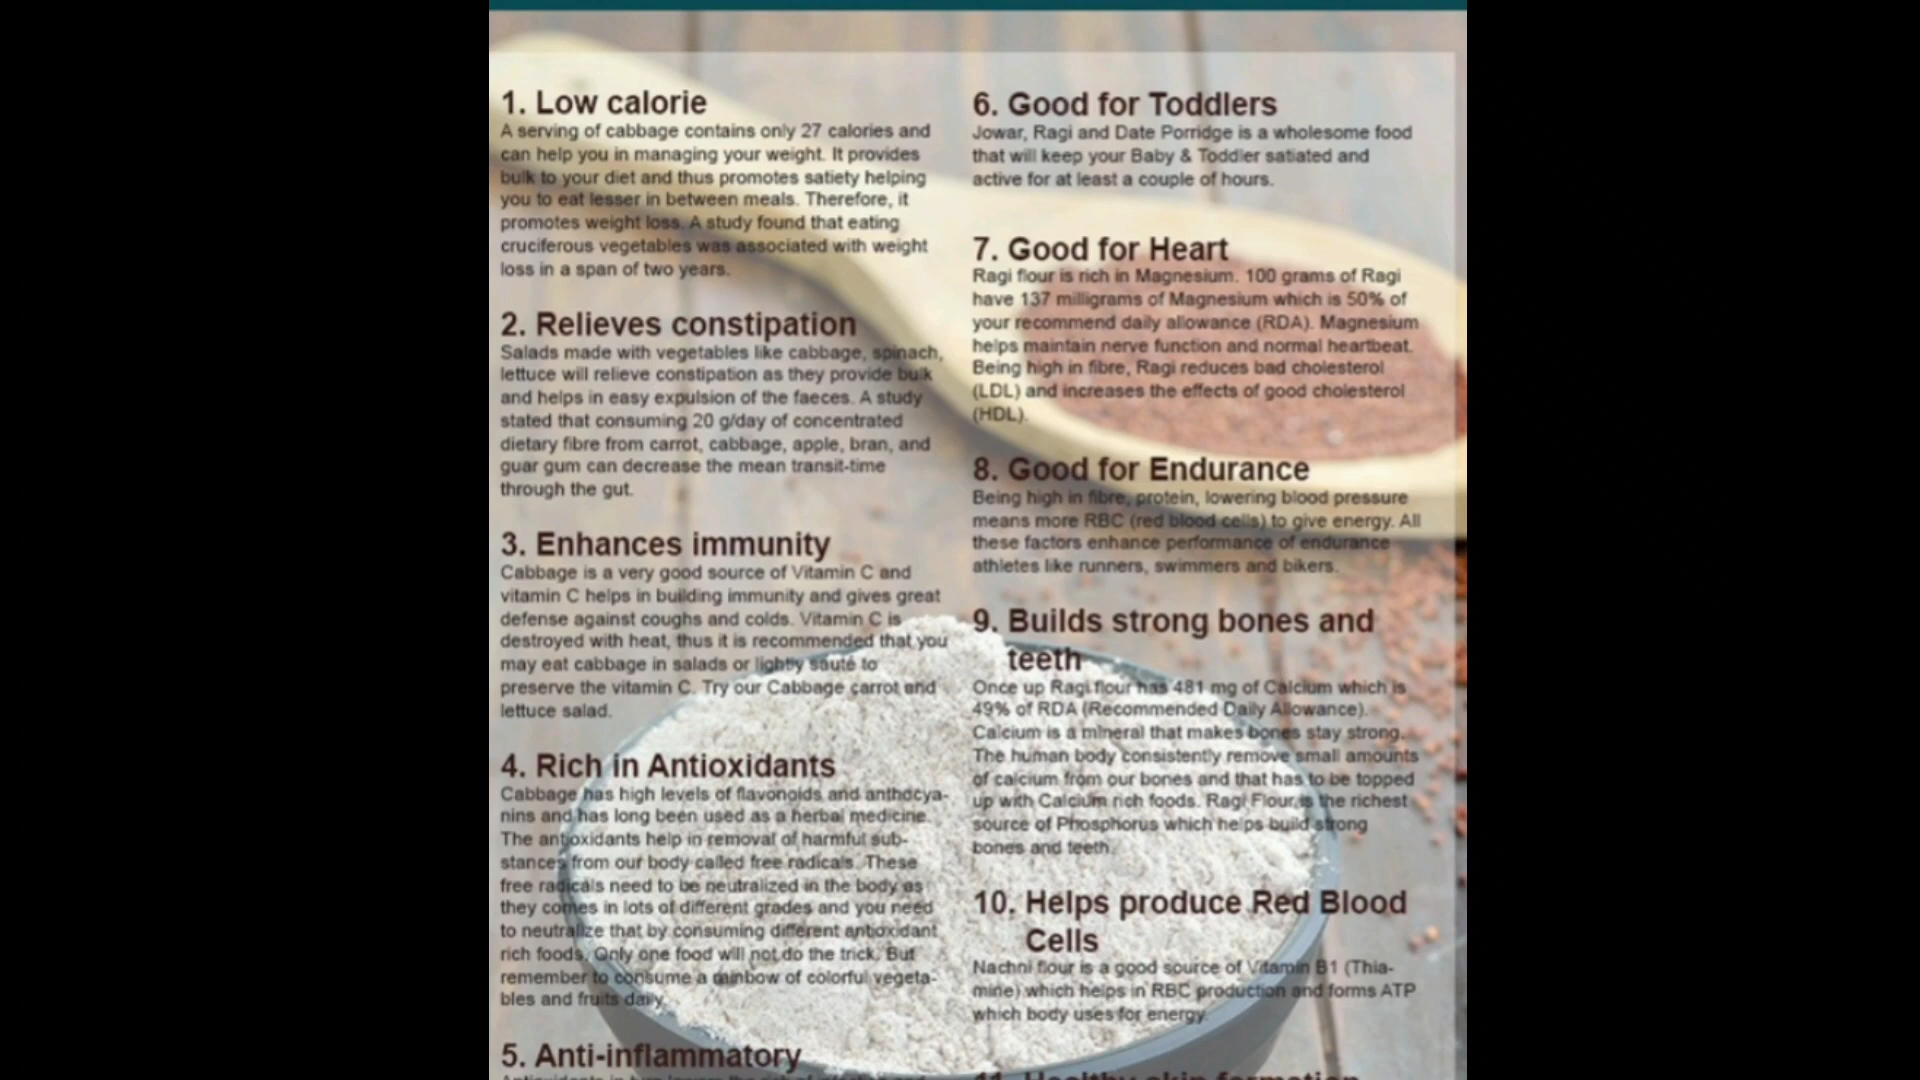 1. Low calorie
A serving of cabbage contains only 27 calories and
can help you in managing your weight. It provides
bulk to your diet and thus promotes satiety helping
you to eat lesser in between meals. Therefore, it
promotes weight loss. A study found that eating
cruciferous vegetables was associated with weight
loss in a span of two years.
2. Relieves constipation
Salads made with vegetables like cabbage, spinach,
lettuce will relieve constipation as they provide bulk
and helps in easy expulsion of the faeces. A study
stated that consuming 20 g/day of concentrated
dietary fibre from carrot, cabbage, apple, bran, and
guar gum can decrease the mean transit-time
through the gut.
3. Enhances immunity
Cabbage is a very good source of Vitamin C and
vitamin C helps in building immunity and gives great
defense against coughs and colds. Vitamin C is
destroyed with heat, thus it is recommended that you
may eat cabbage in salads or lightly sauté to
preserve the vitamin C. Try our Cabbage carrot and
lettuce salad.
4. Rich in Antioxidants
Cabbage has high levels of flavonoids and anthocya-
nins and has long been used as a herbal medicine.
The antioxidants help in removal of harmful sub-
stances from our body called free radicals. These
free radicals need to be neutralized in the body as
they comes in lots of different grades and you need
to neutralize that by consuming different antioxidant
rich foods. Only one food will not do the trick. But
remember to consume a rainbow of colorful vegeta-
bles and fruits daily.
5. Anti-inflammatory
6. Good for Toddlers
Jowar, Ragi and Date Porridge is a wholesome food
that will keep your Baby & Toddler satiated and
active for at least a couple of hours.
7. Good for Heart
Ragi flour is rich in Magnesium. 100 grams of Ragi
have 137 milligrams of Magnesium which is 50% of
your recommend daily allowance (RDA). Magnesium
helps maintain nerve function and normal heartbeat.
Being high in fibre, Ragi reduces bad cholesterol
(LDL) and increases the effects of good cholesterol
(HDL).
8. Good for Endurance
Being high in fibre, protein, lowering blood pressure
means more RBC (red blood cells) to give energy. All
these factors enhance performance of endurance
athletes like runners, swimmers and bikers.
9. Builds strong bones and
teeth
Once up Ragi flour has 481 mg of Calcium which is
49% of RDA (Recommended Daily Allowance).
Calcium is a mineral that makes bones stay strong.
The human body consistently remove small amounts
of calcium from our bones and that has to be topped
up with Calcium rich foods. Ragi Flour is the richest
source of Phosphorus which helps build strong
bones and teeth.
10. Helps produce Red Blood
Cells
Nachni flour is a good source of Vitamin B1 (Thia-
mine) which helps in RBC production and forms ATP
which body uses for energy.
11. Healthy skin formation